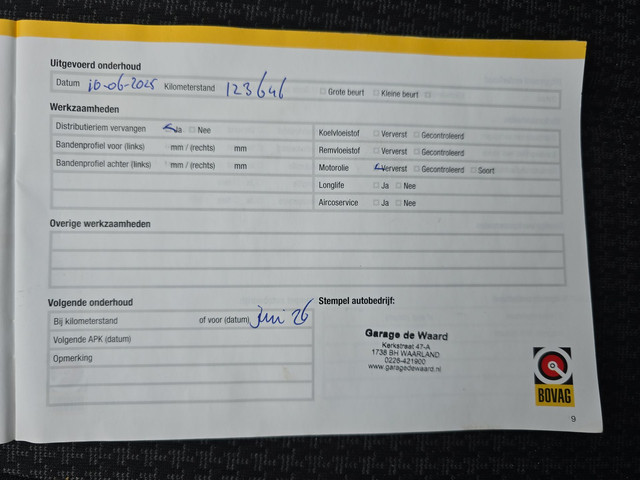 Uitgevoerd onderhoud
Datum 10-06-2025 Kilometerstand 123646 Grote beurt Kleine beurt
Werkzaamheden
Distributieriem vervangen Ja Nee
Bandenprofiel voor (links) mm / (rechts) mm
Bandenprofiel achter (links) mm / (rechts) mm
Koelvloeistof Ververst Gecontroleerd
Remvloeistof Ververst Gecontroleerd
Motorolie Ververst Gecontroleerd Soort
Longlife Ja Nee
Aircoservice Ja Nee
Overige werkzaamheden
Volgende onderhoud
Bij kilometerstand of voor (datum) Juni 26
Volgende APK (datum)
Opmerking
Stempel autobedrijf:
Garage de Waard
Kerkstraat 47-A
1738 BH WAARLAND
0226-421900
www.garagedewaard.nl
BOVAG
9